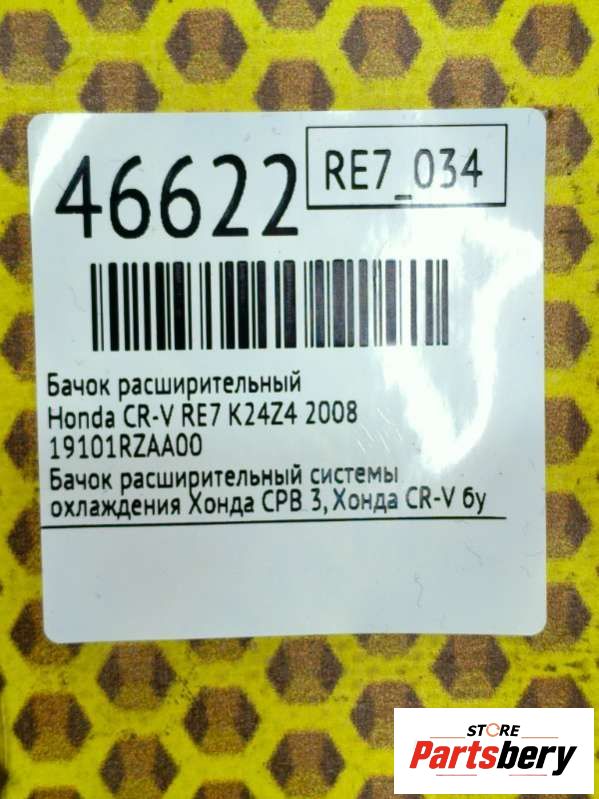 46622
RE7_034
Бачок расширительный
Honda CR-V RE7 K24Z4 2008
19101RZAA00
Бачок расширительный системы
охлаждения Хонда СРВ 3, Хонда CR-V бу
STORE
Partsbery